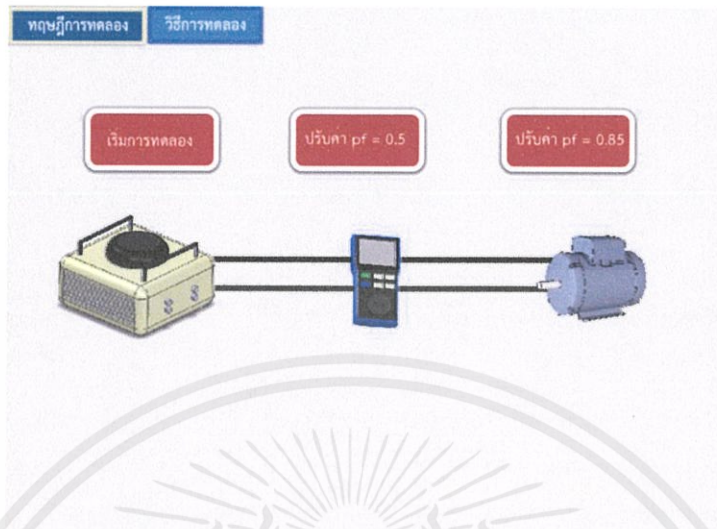 ทฤษฎีการทดลอง วิธีการทดลอง
เริ่มการทดลอง ปรับค่า pf = 0.5 ปรับค่า pf = 0.85